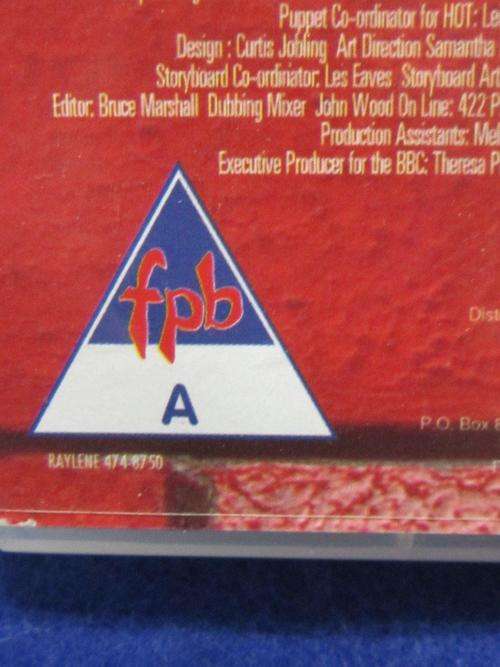 Puppet Co-ordinator for HOT:
Design : Curtis Jobling Art Direction Samantha
Storyboard Co-ordinator: Les Eaves Storyboard
Editor: Bruce Marshall Dubbing Mixer John Wood On Line: 422
Production Assistants:
Executive Producer for the BBC: Theresa
fpb
A
P.O. Box
RAYLENE 474-8750